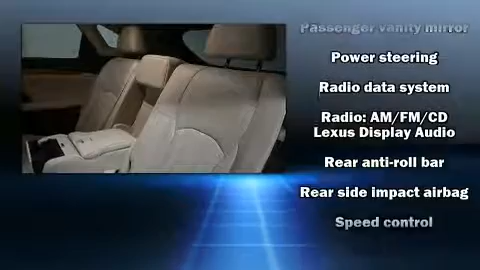 Passenger vanity mirror
Power steering
Radio data system
Radio: AM/FM/CD
Lexus Display Audio
Rear anti-roll bar
Rear side impact airbag
Speed control